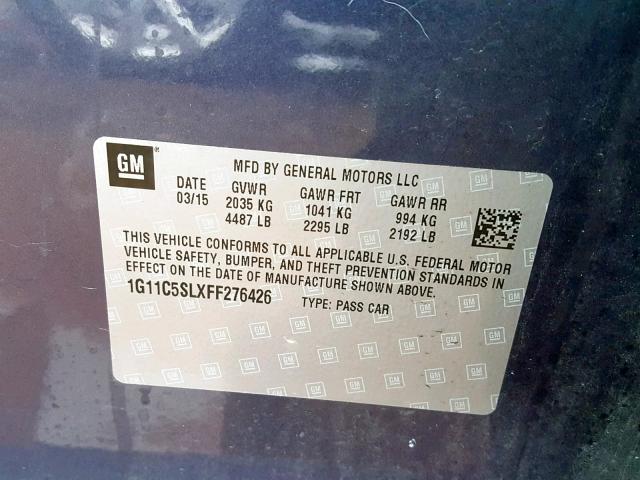 GM
MFD BY GENERAL MOTORS LLC
DATE GVWR GAWR FRT GAWR RR
03/15 2035 KG 1041 KG 994 KG
4487 LB 2295 LB 2192 LB
THIS VEHICLE CONFORMS TO ALL APPLICABLE U.S. FEDERAL MOTOR
VEHICLE SAFETY, BUMPER, AND THEFT PREVENTION STANDARDS IN
EFFECT ON THE DATE OF MANUFACTURE SHOWN ABOVE.
1G11C5SLXFF276426 TYPE: PASS CAR